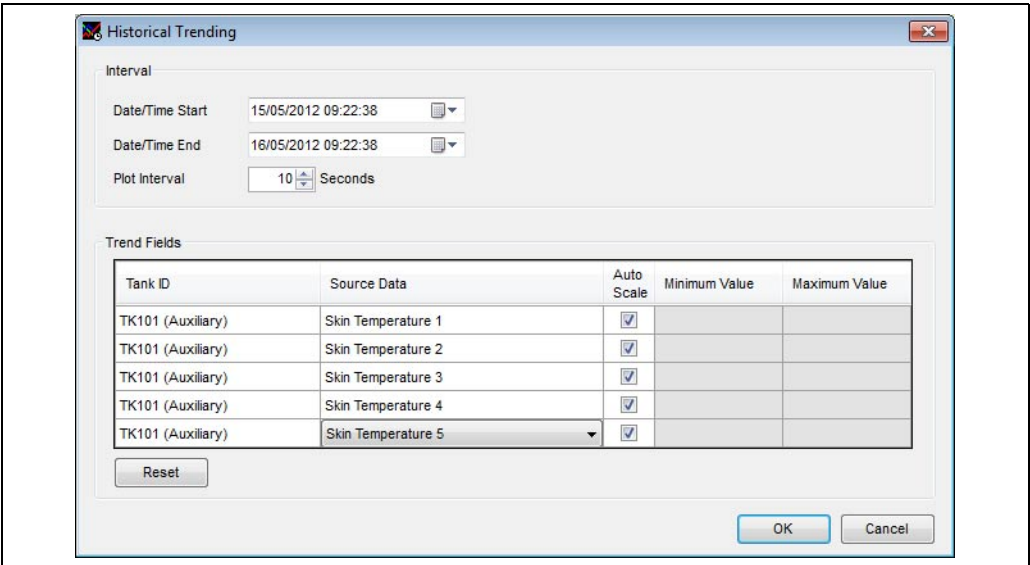 Historical Trending
Interval
Date/Time Start 15/05/2012 09:22:38
Date/Time End 16/05/2012 09:22:38
Plot Interval 10 Seconds
Trend Fields
Tank ID Source Data Auto Scale Minimum Value Maximum Value
TK101 (Auxiliary) Skin Temperature 1
TK101 (Auxiliary) Skin Temperature 2
TK101 (Auxiliary) Skin Temperature 3
TK101 (Auxiliary) Skin Temperature 4
TK101 (Auxiliary) Skin Temperature 5
Reset
OK Cancel